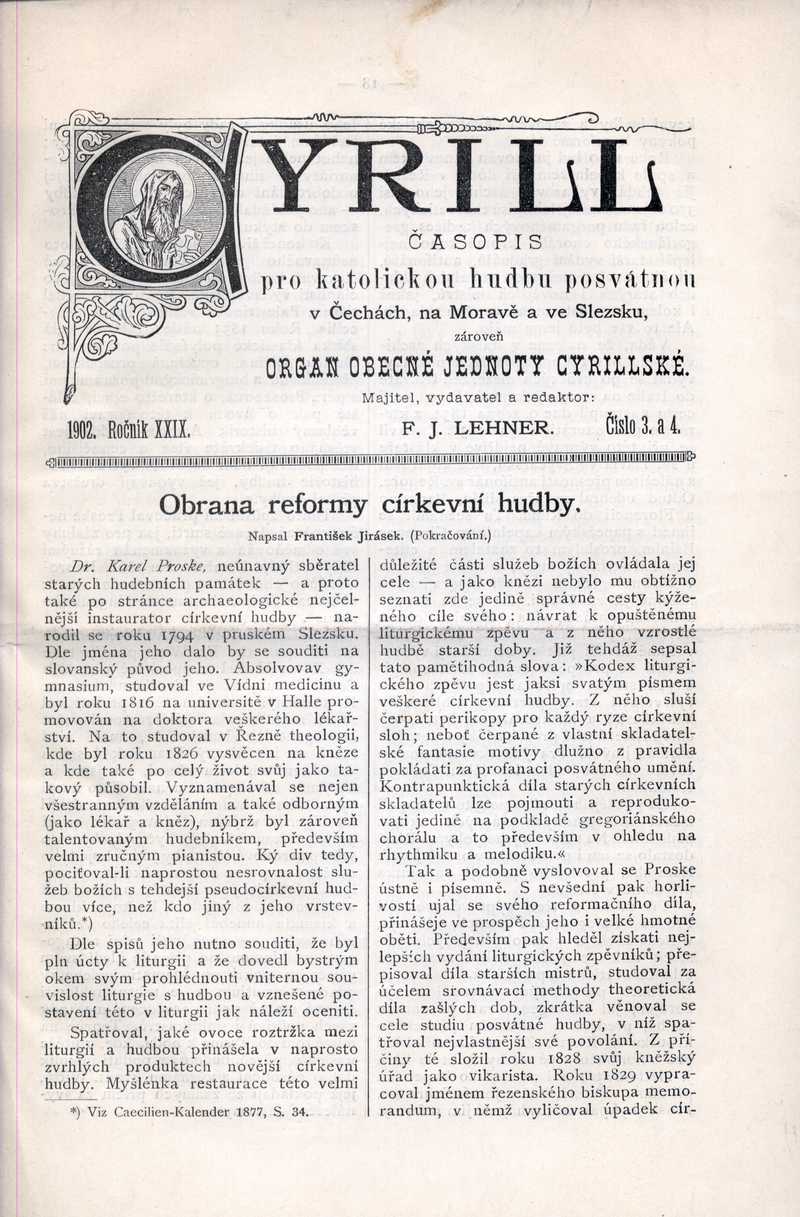 CYRILL
ČASOPIS
pro katolickou hudbu posvátnou
v Čechách, na Moravě a ve Slezsku,
zároveň
ORGAN OBECNÉ JEDNOTY CYRILLSKÉ.
Majitel, vydavatel a redaktor:
1902. Ročník XXIX. F. J. LEHNER. Číslo 3. a 4.
Obrana reformy církevní hudby.
Napsal František Jirásek. (Pokračování.)
Dr. Karel Proske, neúnavný sběratel
starých hudebních památek — a proto
také po stránce archaeologické nejčel-
nější instaurator církevní hudby — na-
rodil se roku 1794 v pruském Slezsku.
Dle jména jeho dalo by se souditi na
slovanský původ jeho. Absolvovav gy-
mnasium, studoval ve Vídni medicinu a
byl roku 1816 na universitě v Halle pro-
movován na doktora veškerého lékař-
ství. Na to studoval v Řezně theologii,
kde byl roku 1826 vysvěcen na kněze
a kde také po celý život svůj jako ta-
kový působil. Vyznamenával se nejen
všestranným vzděláním a také odborným
(jako lékař a kněz), nýbrž byl zároveň
talentovaným hudebníkem, především
velmi zručným pianistou. Ký div tedy,
pociťoval-li naprostou nesrovnalost slu-
žeb božích s tehdejší pseudocírkevní hud-
bou více, než kdo jiný z jeho vrstev-
níků.*)
Dle spisů jeho nutno souditi, že byl
pln úcty k liturgii a že dovedl bystrým
okem svým prohlédnouti vniternou sou-
vislost liturgie s hudbou a vznešené po-
stavení této v liturgii jak náleží oceniti.
Spatřoval, jaké ovoce roztržka mezi
liturgií a hudbou přinášela v naprosto
zvrhlých produktech novější církevní
hudby. Myšlénka restaurace této velmi
*) Viz Caecilien-Kalender 1877, S. 34.
důležité části služeb božích ovládala jej
cele — a jako knězi nebylo mu obtížno
seznati zde jedině správné cesty kýže-
ného cíle svého: návrat k opuštěnému
liturgickému zpěvu a z něho vzrostlé
hudbě starší doby. Již tehdáž sepsal
tato pamětihodná slova: »Kodex liturgi-
ckého zpěvu jest jaksi svatým písmem
veškeré církevní hudby. Z něho sluší
čerpati perikopy pro každý ryze církevní
sloh; neboť čerpané z vlastní skladatel-
ské fantasie motivy dlužno z pravidla
pokládati za profanaci posvátného umění.
Kontrapunktická díla starých církevních
skladatelů lze pojmouti a reproduko-
vati jedině na podkladě gregoriánského
chorálu a to především v ohledu na
rhythmiku a melodiku.«
Tak a podobně vyslovoval se Proske
ústně i písemně. S nevšední pak horli-
vostí ujal se svého reformačního díla,
přinášeje ve prospěch jeho i velké hmotné
oběti. Především pak hleděl získati nej-
lepších vydání liturgických zpěvníků; pře-
pisoval díla starších mistrů, studoval za
účelem srovnávací methody theoretická
díla zašlých dob, zkrátka věnoval se
cele studiu posvátné hudby, v níž spa-
třoval nejvlastnější své povolání. Z pří-
činy té složil roku 1828 svůj kněžský
úřad jako vikarista. Roku 1829 vypra-
coval jménem řezenského biskupa memo-
randum, v němž vyličoval úpadek cír-